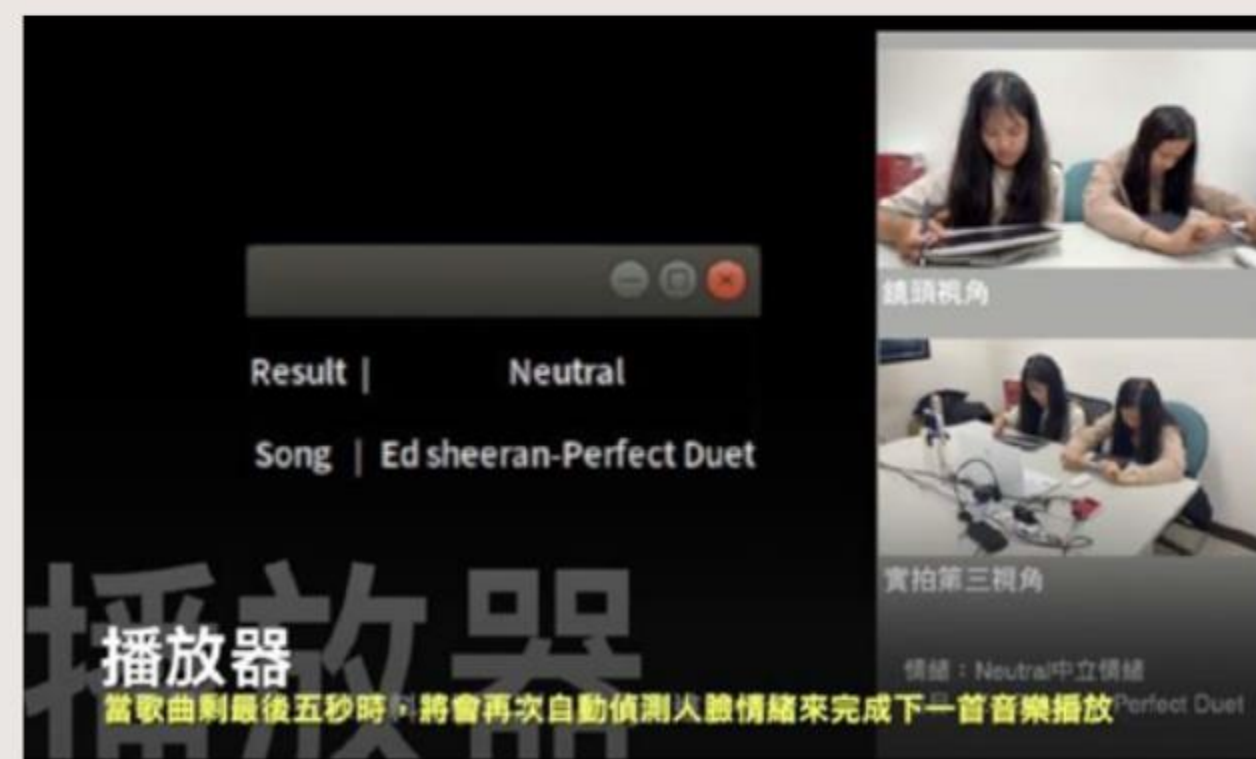 Result | Neutral
Song | Ed sheeran-Perfect Duet
鏡頭視角
實拍第三視角
情緒：Neutral中立情緒
Perfect Duet
播放器
播放器
當歌曲剩最後五秒時，將會再次自動偵測人臉情緒來完成下一首音樂播放